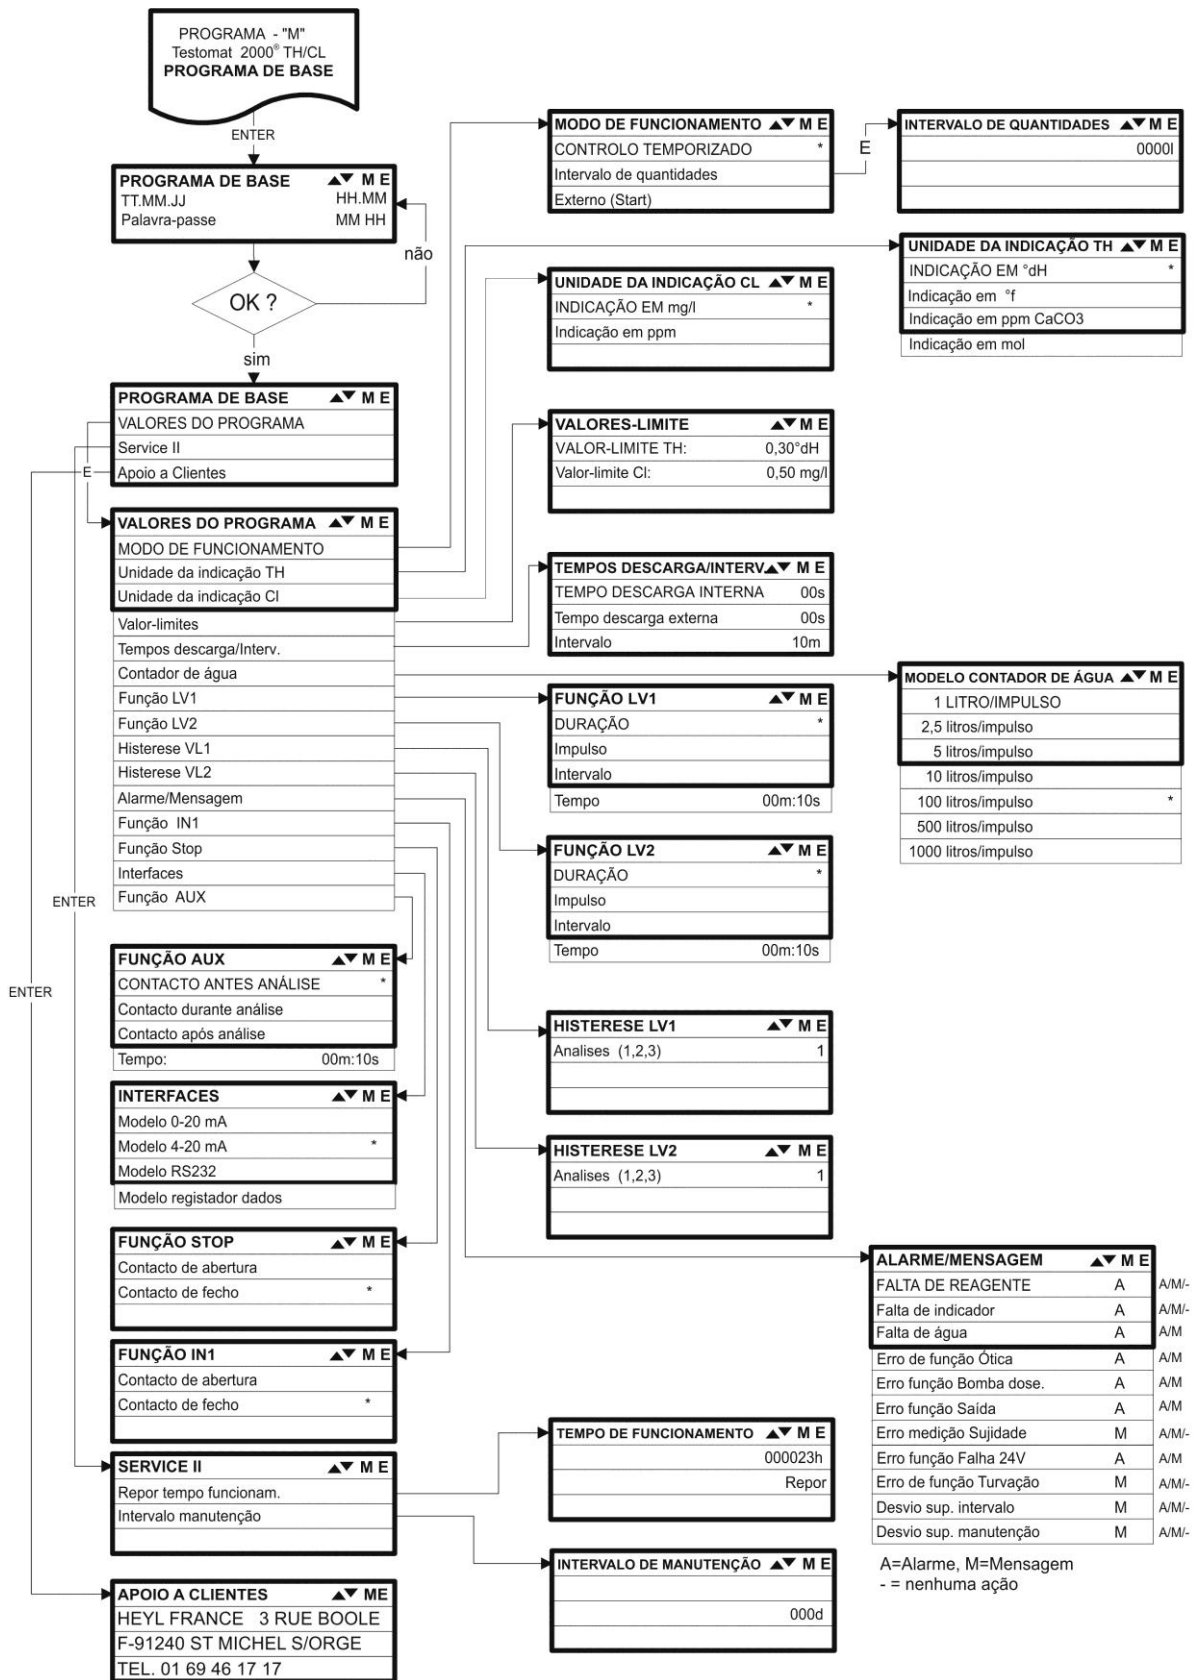 PROGRAMA - "M"
Testomat 2000® TH/CL
PROGRAMA DE BASE
ENTER
PROGRAMA DE BASE ▲▼ M E
TT.MM.JJ HH.MM
Palavra-passe MM HH
não
OK ?
sim
PROGRAMA DE BASE ▲▼ M E
VALORES DO PROGRAMA
Service II
Apoio a Clientes
E
VALORES DO PROGRAMA ▲▼ M E
MODO DE FUNCIONAMENTO
Unidade da indicação TH
Unidade da indicação Cl
Valor-limites
Tempos descarga/Interv.
Contador de água
Função LV1
Função LV2
Histerese VL1
Histerese VL2
Alarme/Mensagem
Função IN1
Função Stop
Interfaces
Função AUX
ENTER
ENTER
FUNÇÃO AUX ▲▼ M E
CONTACTO ANTES ANÁLISE *
Contacto durante análise
Contacto após análise
Tempo: 00m:10s
INTERFACES ▲▼ M E
Modelo 0-20 mA
Modelo 4-20 mA *
Modelo RS232
Modelo registador dados
FUNÇÃO STOP ▲▼ M E
Contacto de abertura
Contacto de fecho *
FUNÇÃO IN1 ▲▼ M E
Contacto de abertura
Contacto de fecho *
SERVICE II ▲▼ M E
Repor tempo funcionam.
Intervalo manutenção
APOIO A CLIENTES ▲▼ ME
HEYL FRANCE 3 RUE BOOLE
F-91240 ST MICHEL S/ORGE
TEL. 01 69 46 17 17
MODO DE FUNCIONAMENTO ▲▼ M E
CONTROLO TEMPORIZADO *
Intervalo de quantidades
Externo (Start)
E
INTERVALO DE QUANTIDADES ▲▼ M E
0000l
UNIDADE DA INDICAÇÃO TH ▲▼ M E
INDICAÇÃO EM °dH *
Indicação em °f
Indicação em ppm CaCO3
Indicação em mol
UNIDADE DA INDICAÇÃO CL ▲▼ M E
INDICAÇÃO EM mg/l *
Indicação em ppm
VALORES-LIMITE ▲▼ M E
VALOR-LIMITE TH: 0,30°dH
Valor-limite Cl: 0,50 mg/l
TEMPOS DESCARGA/INTERV. ▲▼ M E
TEMPO DESCARGA INTERNA 00s
Tempo descarga externa 00s
Intervalo 10m
MODELO CONTADOR DE ÁGUA ▲▼ M E
1 LITRO/IMPULSO
2,5 litros/impulso
5 litros/impulso
10 litros/impulso
100 litros/impulso *
500 litros/impulso
1000 litros/impulso
FUNÇÃO LV1 ▲▼ M E
DURAÇÃO *
Impulso
Intervalo
Tempo 00m:10s
FUNÇÃO LV2 ▲▼ M E
DURAÇÃO *
Impulso
Intervalo
Tempo 00m:10s
HISTERESE LV1 ▲▼ M E
Analises (1,2,3) 1
HISTERESE LV2 ▲▼ M E
Analises (1,2,3) 1
ALARME/MENSAGEM ▲▼ M E
FALTA DE REAGENTE A A/M/-
Falta de indicador A A/M/-
Falta de água A A/M
Erro de função Ótica A A/M
Erro função Bomba dose. A A/M
Erro função Saída A A/M
Erro medição Sujidade M A/M/-
Erro função Falha 24V A A/M
Erro de função Turvação M A/M/-
Desvio sup. intervalo M A/M/-
Desvio sup. manutenção M A/M/-
A=Alarme, M=Mensagem
- = nenhuma ação
TEMPO DE FUNCIONAMENTO ▲▼ M E
000023h
Repor
INTERVALO DE MANUTENÇÃO ▲▼ M E
000d